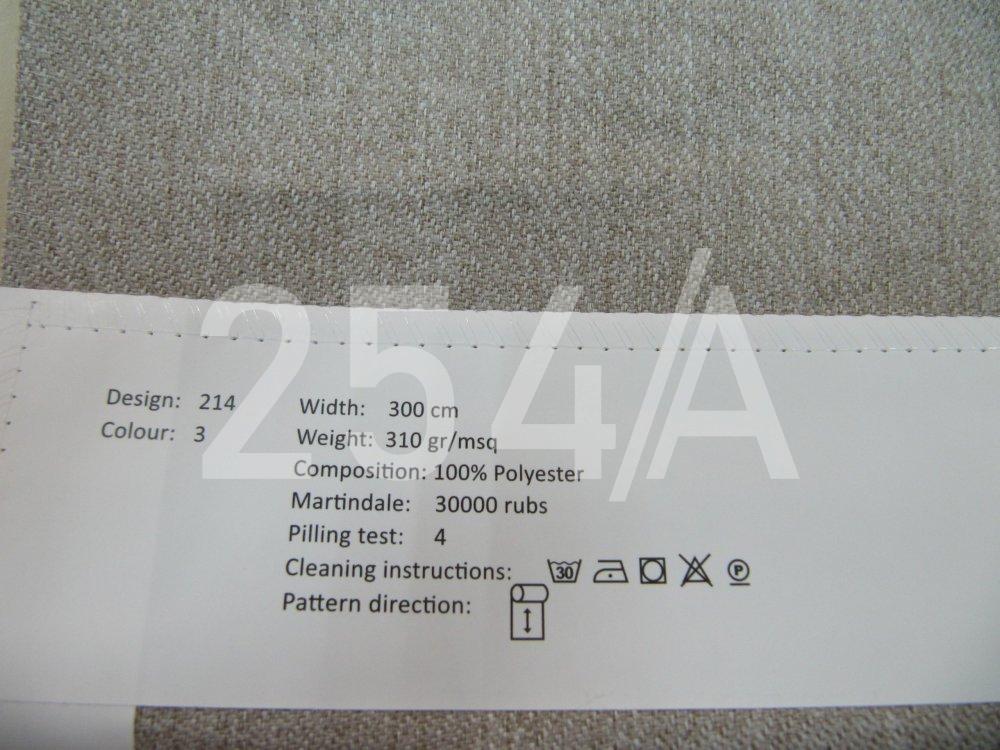 254/A
Design: 214
Colour: 3
Width: 300 cm
Weight: 310 gr/msq
Composition: 100% Polyester
Martindale: 30000 rubs
Pilling test: 4
Cleaning instructions: 30 P
Pattern direction: